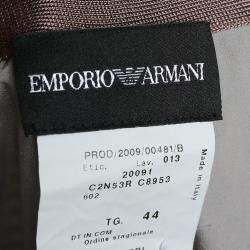 EMPORIO ARMANI
PROD/2009/00481/B
Etic. Lav. 013
20091
C2N53R C8953
602
TG. 44
DT IN.COM
Ordine stagionale
Made in Italy